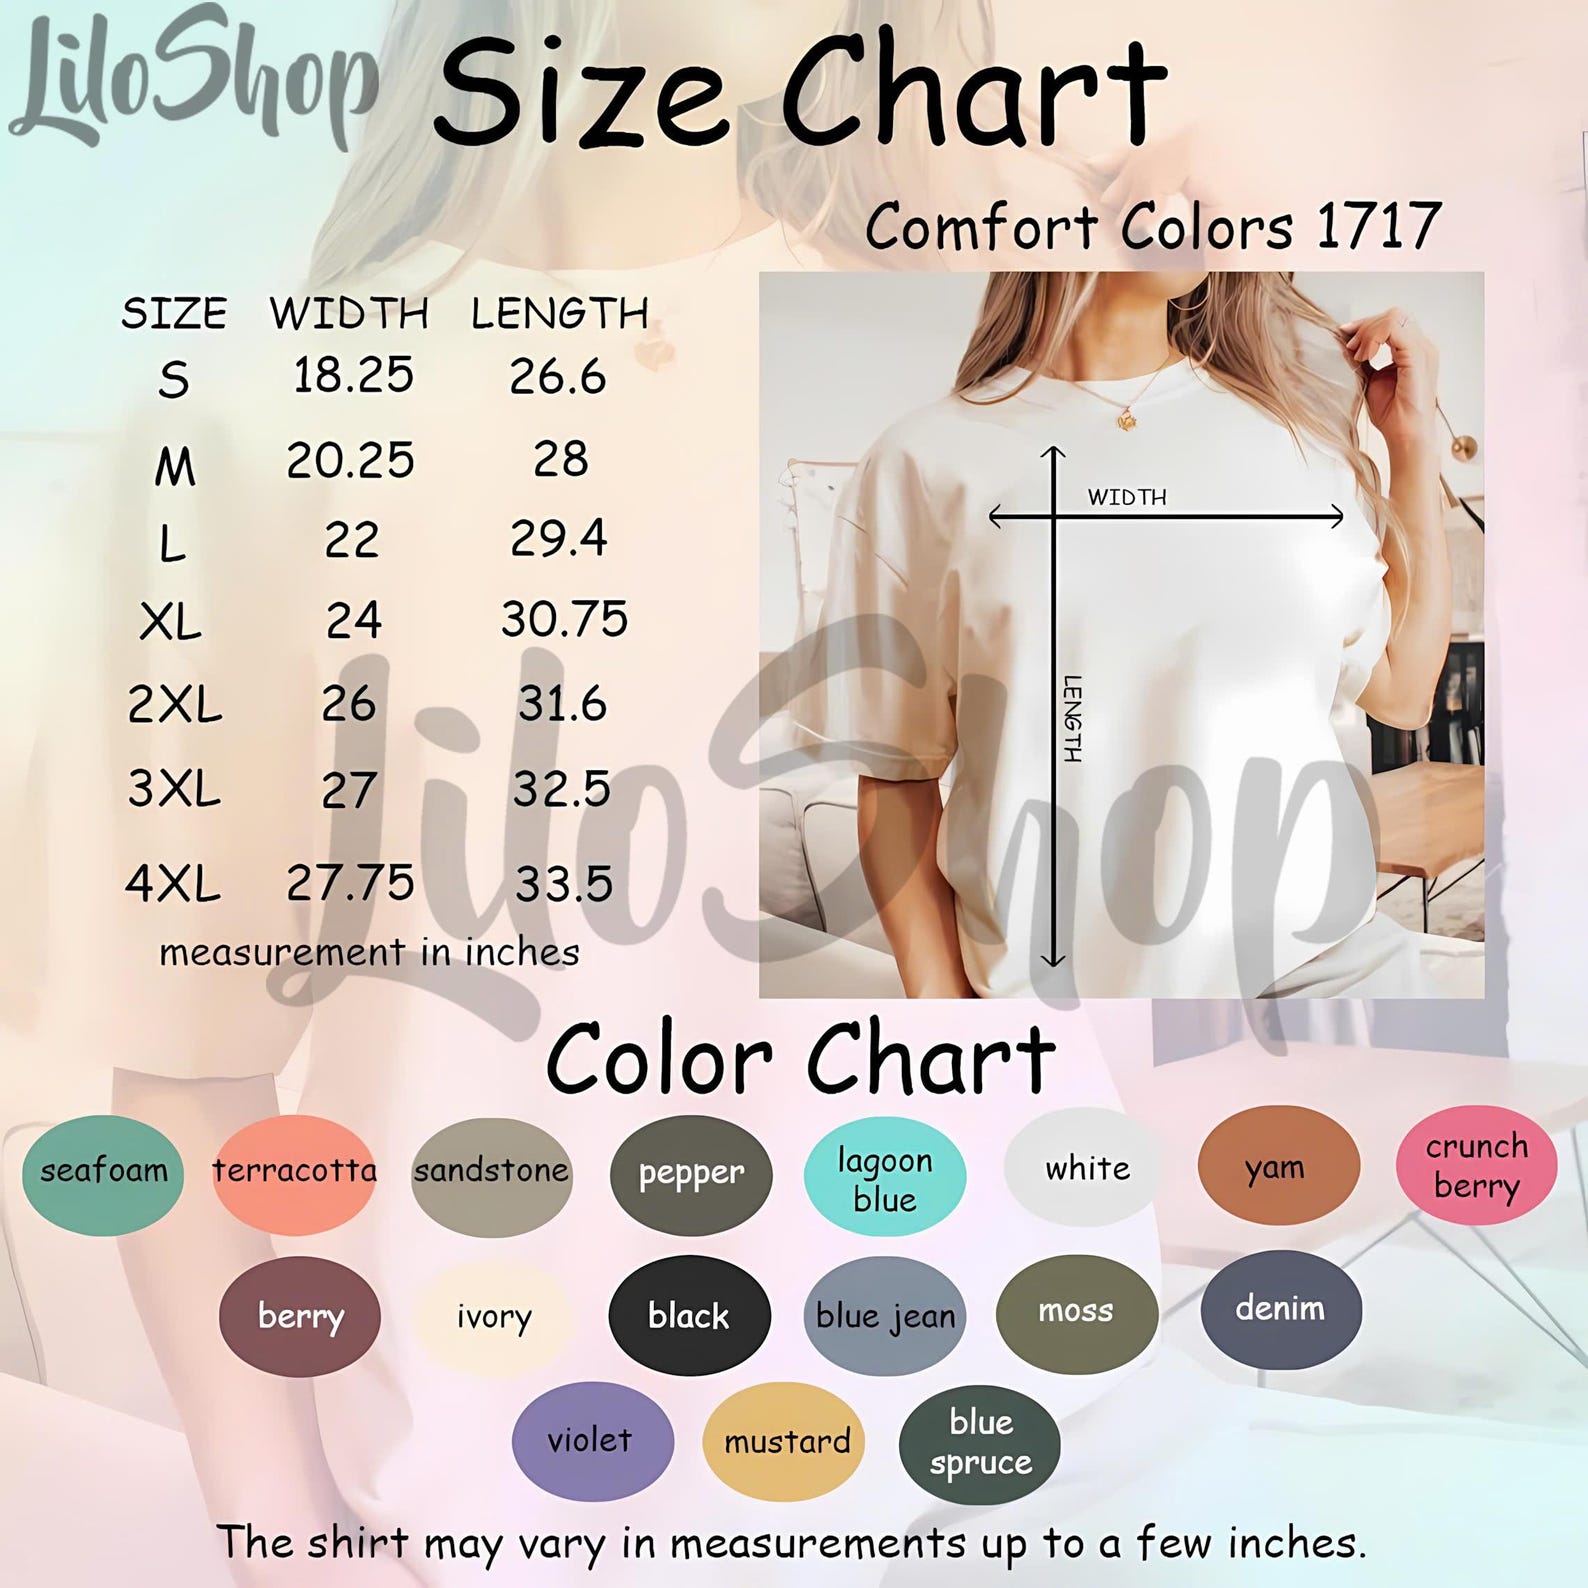 LiloShop
Size Chart
Comfort Colors 1717
SIZE WIDTH LENGTH
S 18.25 26.6
M 20.25 28
L 22 29.4
XL 24 30.75
2XL 26 31.6
3XL 27 32.5
4XL 27.75 33.5
measurement in inches
WIDTH
LENGTH
LiloShop
Color Chart
seafoam
terracotta
sandstone
pepper
lagoon
blue
white
yam
crunch
berry
berry
ivory
black
blue jean
moss
denim
violet
mustard
blue
spruce
The shirt may vary in measurements up to a few inches.